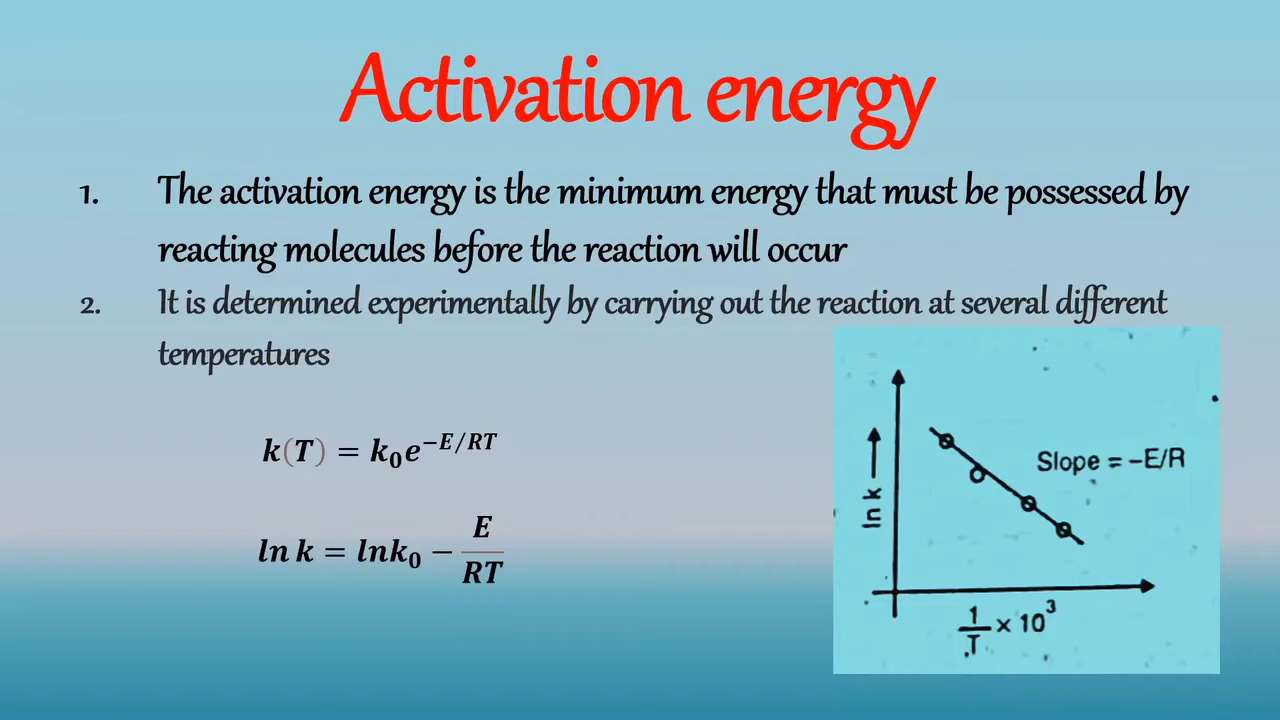 Activation energy
1. The activation energy is the minimum energy that must be possessed by
reacting molecules before the reaction will occur
2. It is determined experimentally by carrying out the reaction at several different
temperatures
k(T) = k₀e^{−E/RT}
ln k = lnk₀ − E/RT
ln k
Slope = -E/R
1/T × 10³